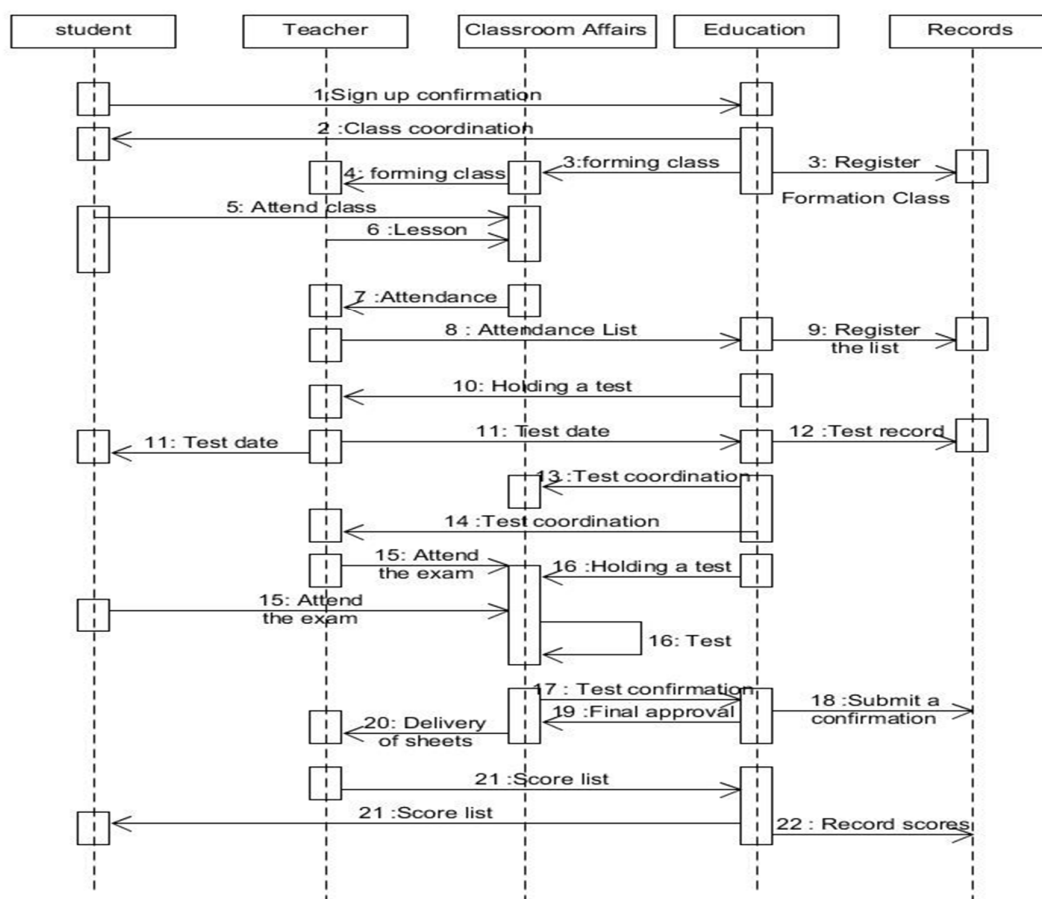 student
Teacher
Classroom Affairs
Education
Records
1:Sign up confirmation
2 :Class coordination
3:forming class
3: Register
Formation Class
4: forming class
5: Attend class
6 :Lesson
7 :Attendance
8 : Attendance List
9: Register
the list
10: Holding a test
11: Test date
11: Test date
12 :Test record
13 :Test coordination
14 :Test coordination
15: Attend
the exam
16 :Holding a test
15: Attend
the exam
16: Test
17 : Test confirmation
18 :Submit a
confirmation
19 :Final approval
20: Delivery
of sheets
21 :Score list
21 :Score list
22 : Record scores